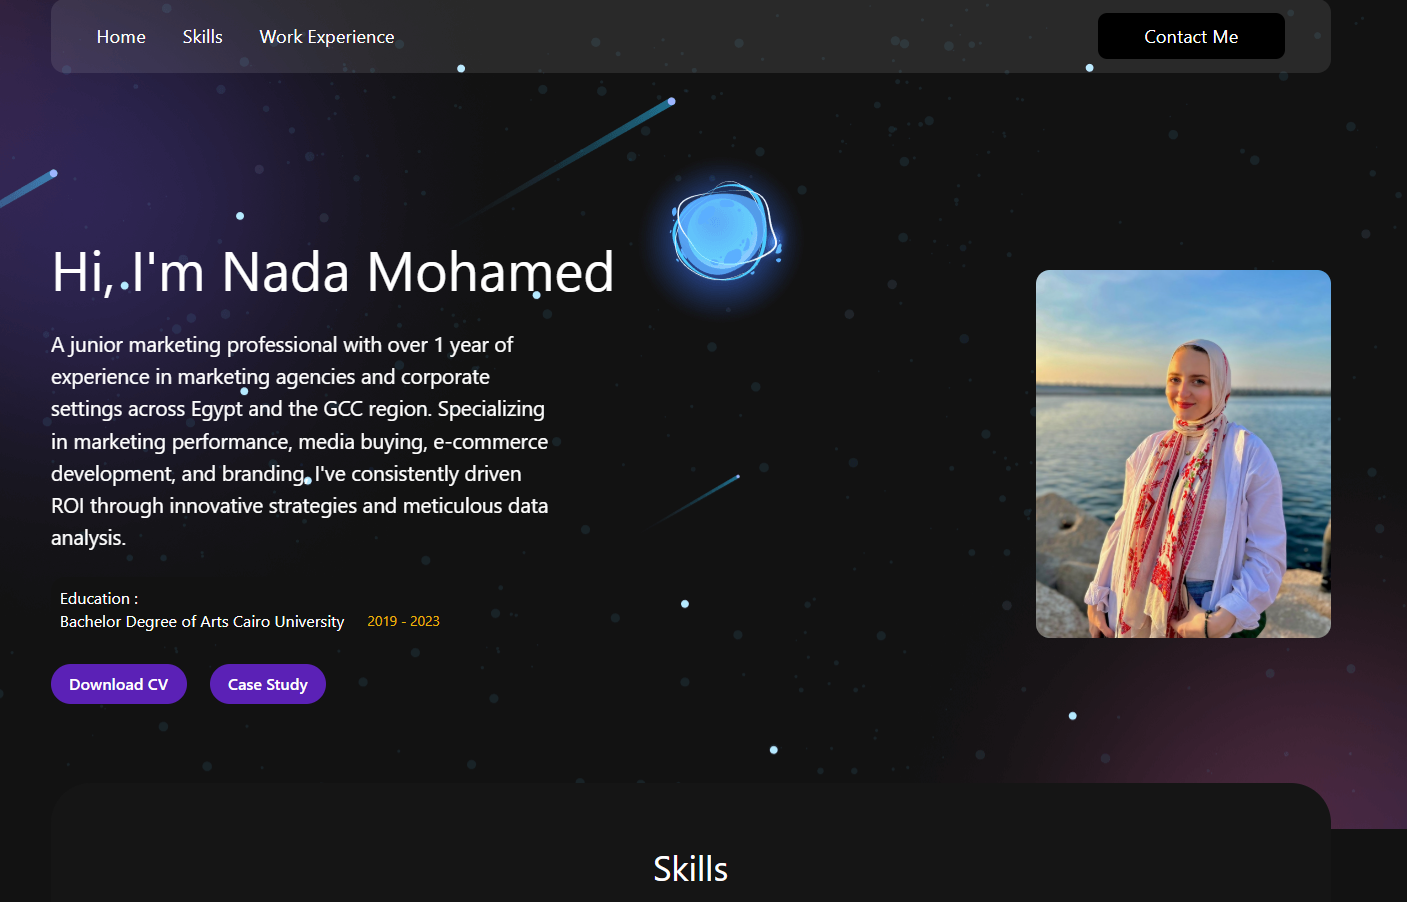 Home
Skills
Work Experience
Contact Me
Hi, I'm Nada Mohamed
A junior marketing professional with over 1 year of
experience in marketing agencies and corporate
settings across Egypt and the GCC region. Specializing
in marketing performance, media buying, e-commerce
development, and branding, I've consistently driven
ROI through innovative strategies and meticulous data
analysis.
Education :
Bachelor Degree of Arts Cairo University 2019 - 2023
Download CV
Case Study
Skills